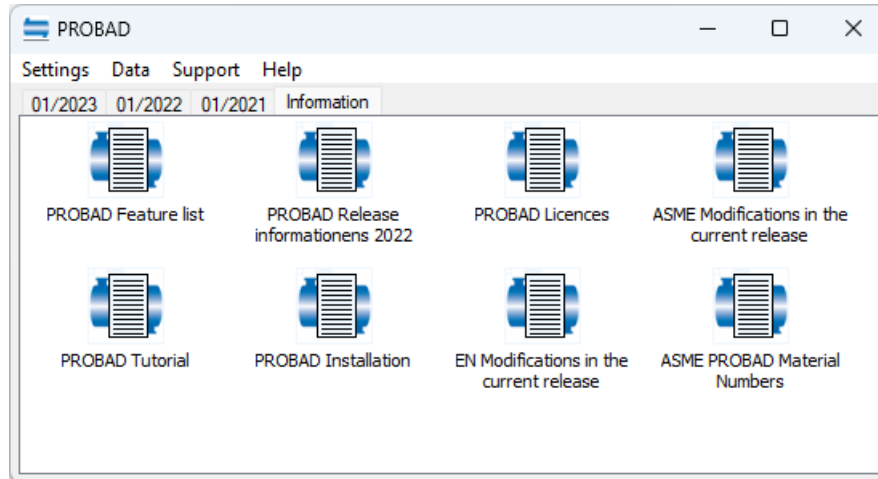 PROBAD
Settings Data Support Help
01/2023 01/2022 01/2021 Information
PROBAD Feature list
PROBAD Release
informationens 2022
PROBAD Licences
ASME Modifications in the
current release
PROBAD Tutorial
PROBAD Installation
EN Modifications in the
current release
ASME PROBAD Material
Numbers